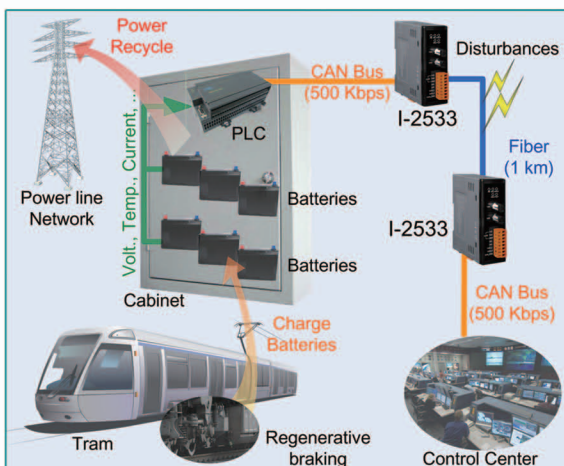 Power
Recycle
CAN Bus
(500 Kbps)
Disturbances
PLC
I-2533
Volt., Temp., Current, ...
Fiber
(1 km)
Power line
Network
Batteries
I-2533
Batteries
Cabinet
CAN Bus
(500 Kbps)
Charge
Batteries
Tram
Regenerative
braking
Control Center